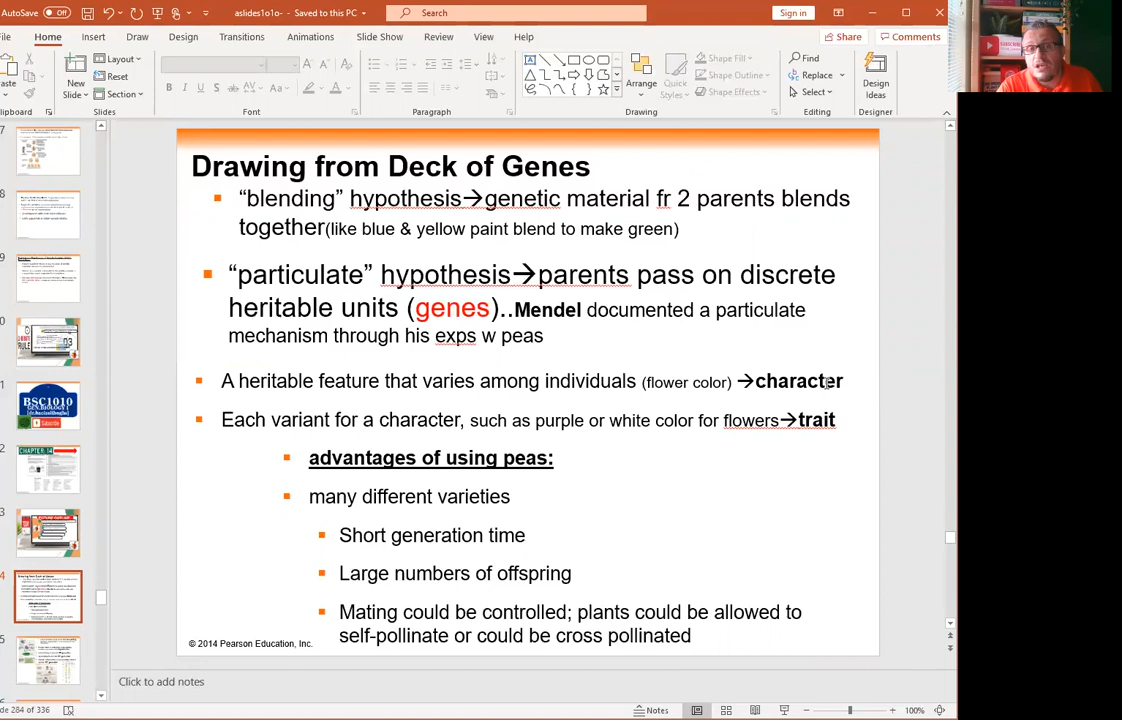 AutoSave Off aslides1o1o- - Saved to this PC Search Sign in
File Home Insert Draw Design Transitions Animations Slide Show Review View Help Share Comments
Paste New Slide Layout Reset Section Arrange Quick Styles Shape Fill Shape Outline Shape Effects Find Replace Select Design Ideas
Clipboard Slides Font Paragraph Drawing Editing Designer
Drawing from Deck of Genes
“blending” hypothesis→genetic material fr 2 parents blends
together(like blue & yellow paint blend to make green)
“particulate” hypothesis→parents pass on discrete
heritable units (genes)..Mendel documented a particulate
mechanism through his exps w peas
A heritable feature that varies among individuals (flower color) →character
Each variant for a character, such as purple or white color for flowers→trait
advantages of using peas:
many different varieties
Short generation time
Large numbers of offspring
Mating could be controlled; plants could be allowed to
self-pollinate or could be cross pollinated
© 2014 Pearson Education, Inc.
BSC1010
CHAPTER 14
Click to add notes
Slide 284 of 336 Notes 100%